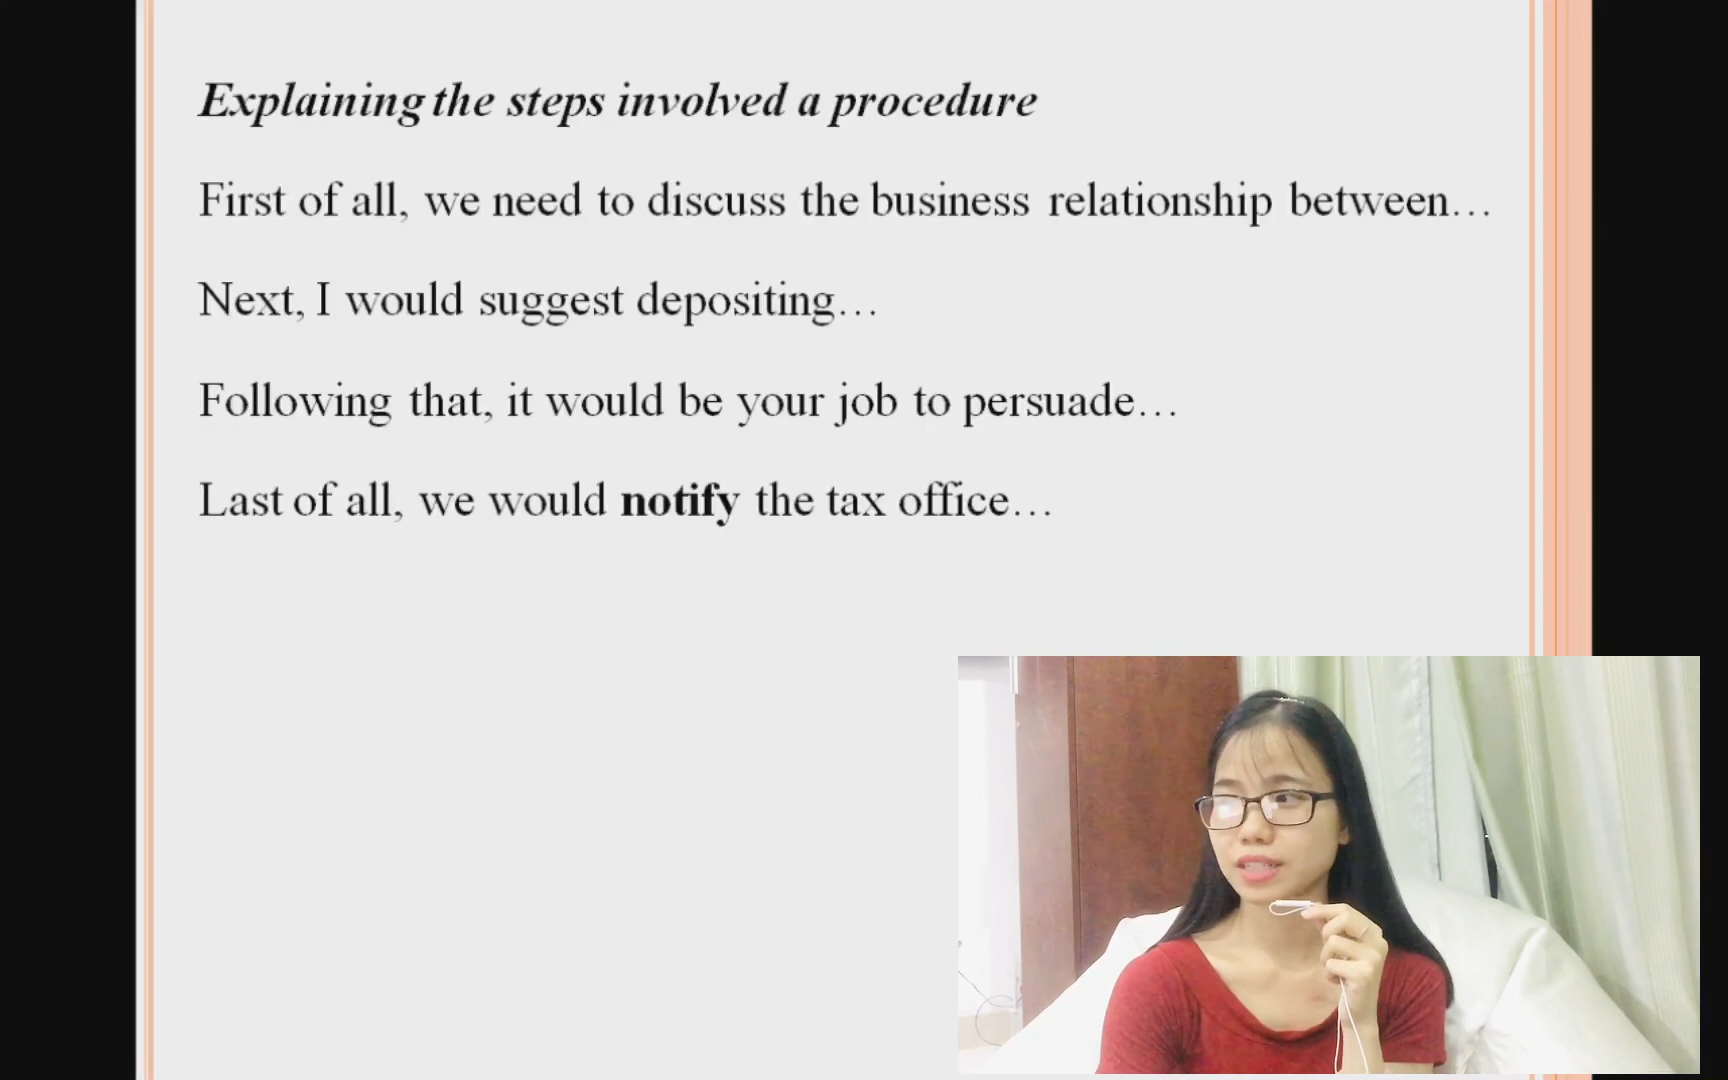 Explaining the steps involved a procedure
First of all, we need to discuss the business relationship between…
Next, I would suggest depositing…
Following that, it would be your job to persuade…
Last of all, we would notify the tax office…